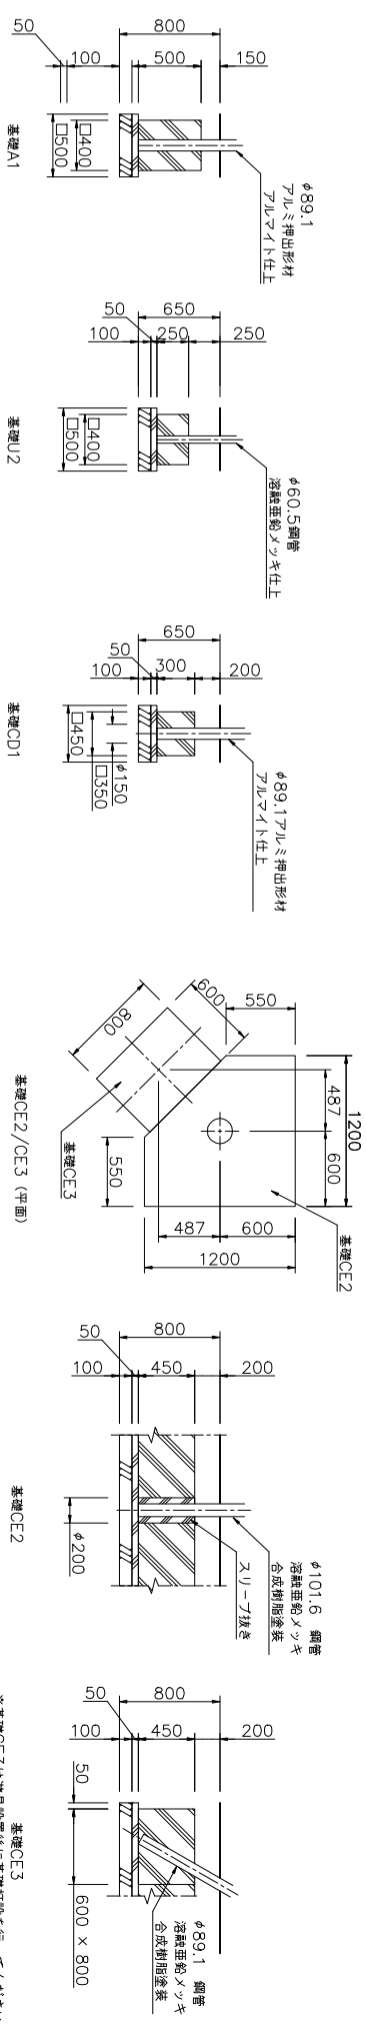 50
100
800
500
150
φ89.1
アルミ押出形材
アルマイト仕上
□400
□500
基礎A1
50
100
650
250
250
φ60.5鋼管
溶融亜鉛メッキ仕上
□400
□500
基礎U2
50
100
650
300
200
φ89.1アルミ押出形材
アルマイト仕上
φ150
□350
□450
基礎CD1
600
800
550
1200
487
600
基礎CE2
基礎CE3
550
487
600
1200
基礎CE2/CE3 (平面)
50
100
800
450
200
φ101.6 鋼管
溶融亜鉛メッキ
合成樹脂塗装
スリーブ抜き
φ200
基礎CE2
50
100
800
450
200
φ89.1 鋼管
溶融亜鉛メッキ
合成樹脂塗装
50
600 × 800
基礎CE3